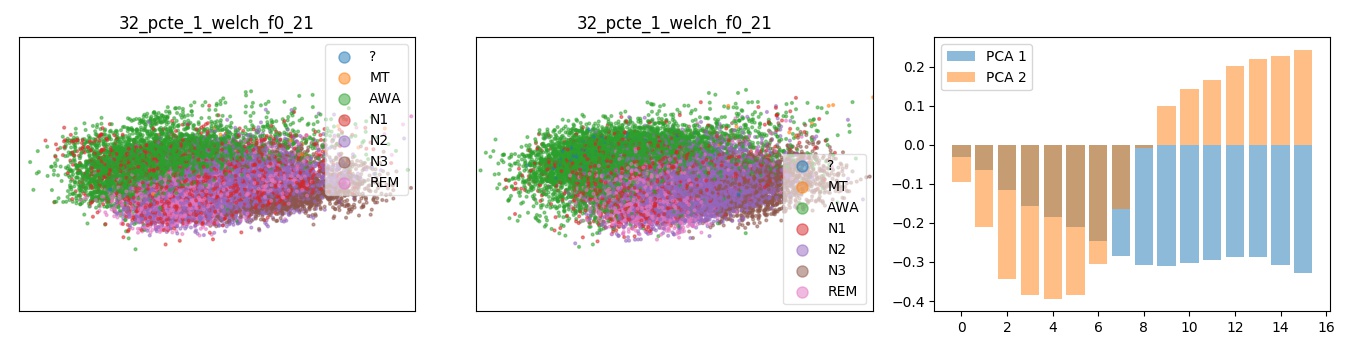 32_pcte_1_welch_f0_21
?
MT
AWA
N1
N2
N3
REM
32_pcte_1_welch_f0_21
?
MT
AWA
N1
N2
N3
REM
PCA 1
PCA 2
0.2
0.1
0.0
−0.1
−0.2
−0.3
−0.4
0 2 4 6 8 10 12 14 16